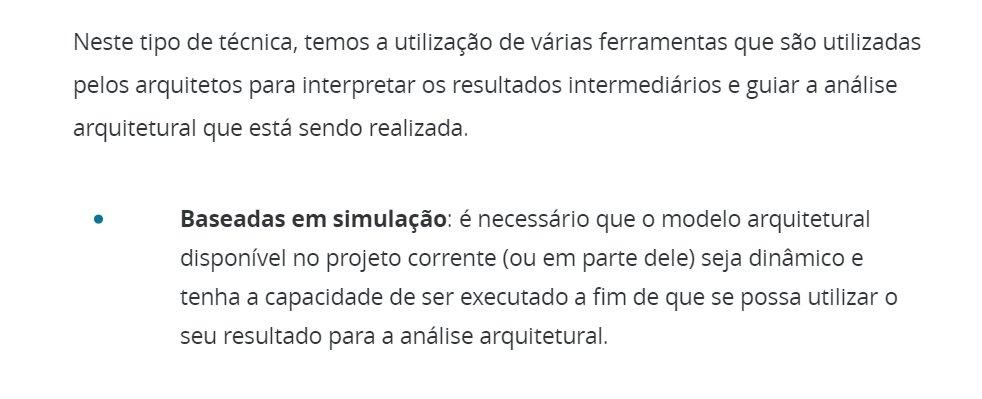 Neste tipo de técnica, temos a utilização de várias ferramentas que são utilizadas
pelos arquitetos para interpretar os resultados intermediários e guiar a análise
arquitetural que está sendo realizada.
• Baseadas em simulação: é necessário que o modelo arquitetural
disponível no projeto corrente (ou em parte dele) seja dinâmico e
tenha a capacidade de ser executado a fim de que se possa utilizar o
seu resultado para a análise arquitetural.